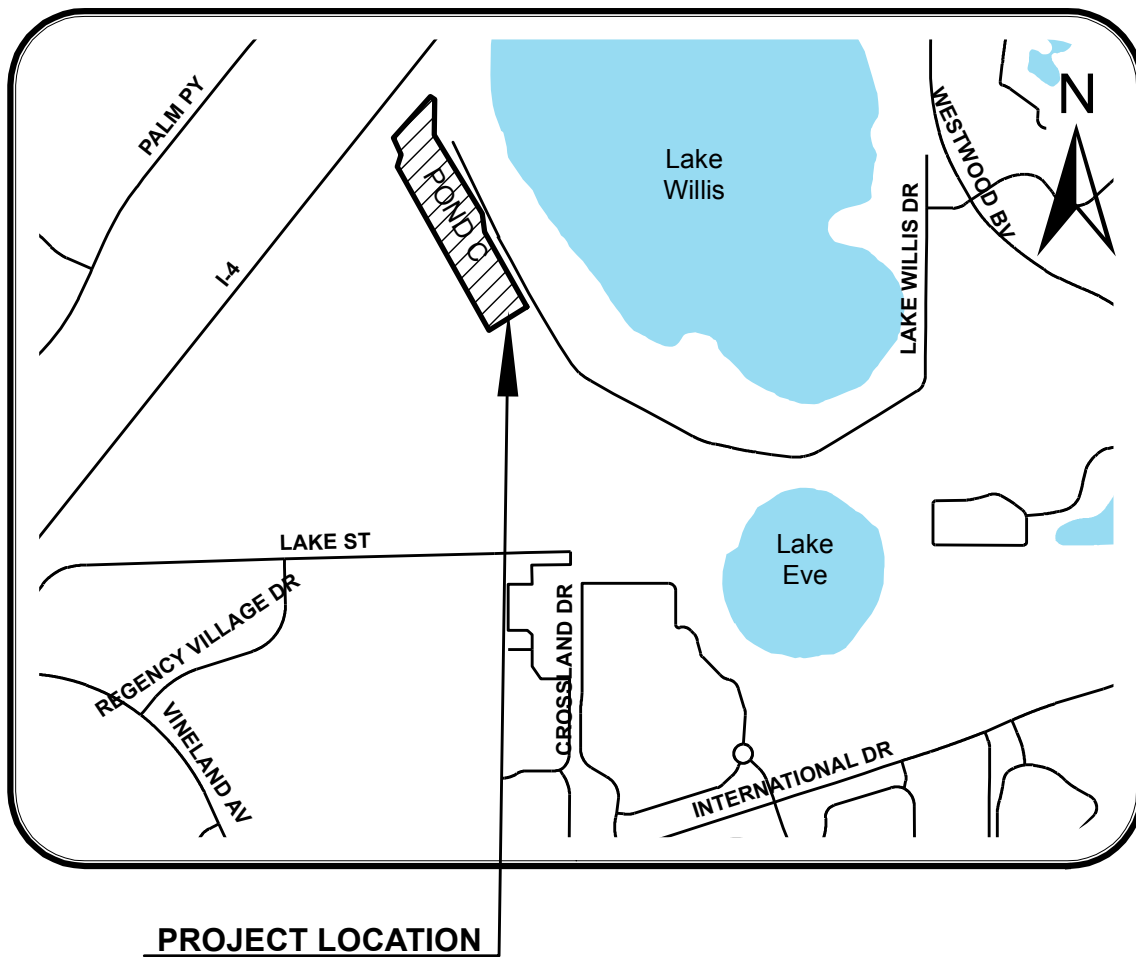 PALM PY
I-4
POND C
Lake
Willis
WESTWOOD BV
N
LAKE WILLIS DR
LAKE ST
Lake
Eve
REGENCY VILLAGE DR
VINELAND AV
CROSSLAND DR
INTERNATIONAL DR
PROJECT LOCATION